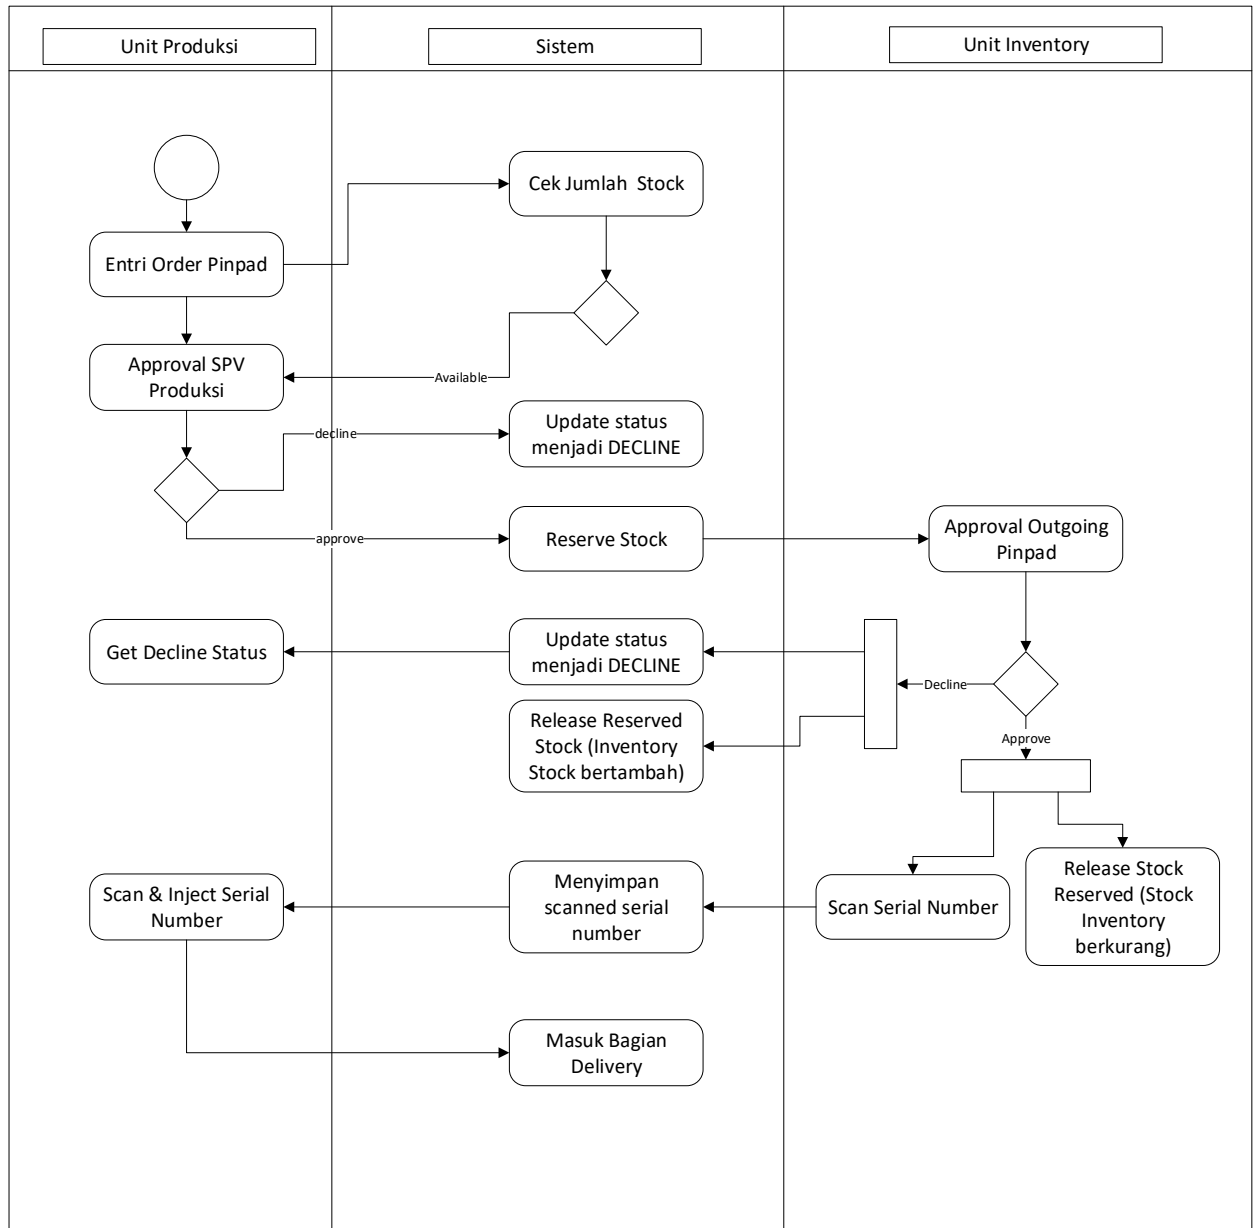 Unit Produksi
Sistem
Unit Inventory
Cek Jumlah  Stock
Entri Order Pinpad
Approval SPV
Produksi
Available
decline
Update status
menjadi DECLINE
approve
Reserve Stock
Approval Outgoing
Pinpad
Get Decline Status
Update status
menjadi DECLINE
Decline
Release Reserved
Stock (Inventory
Stock bertambah)
Approve
Scan & Inject Serial
Number
Menyimpan
scanned serial
number
Scan Serial Number
Release Stock
Reserved (Stock
Inventory
berkurang)
Masuk Bagian
Delivery